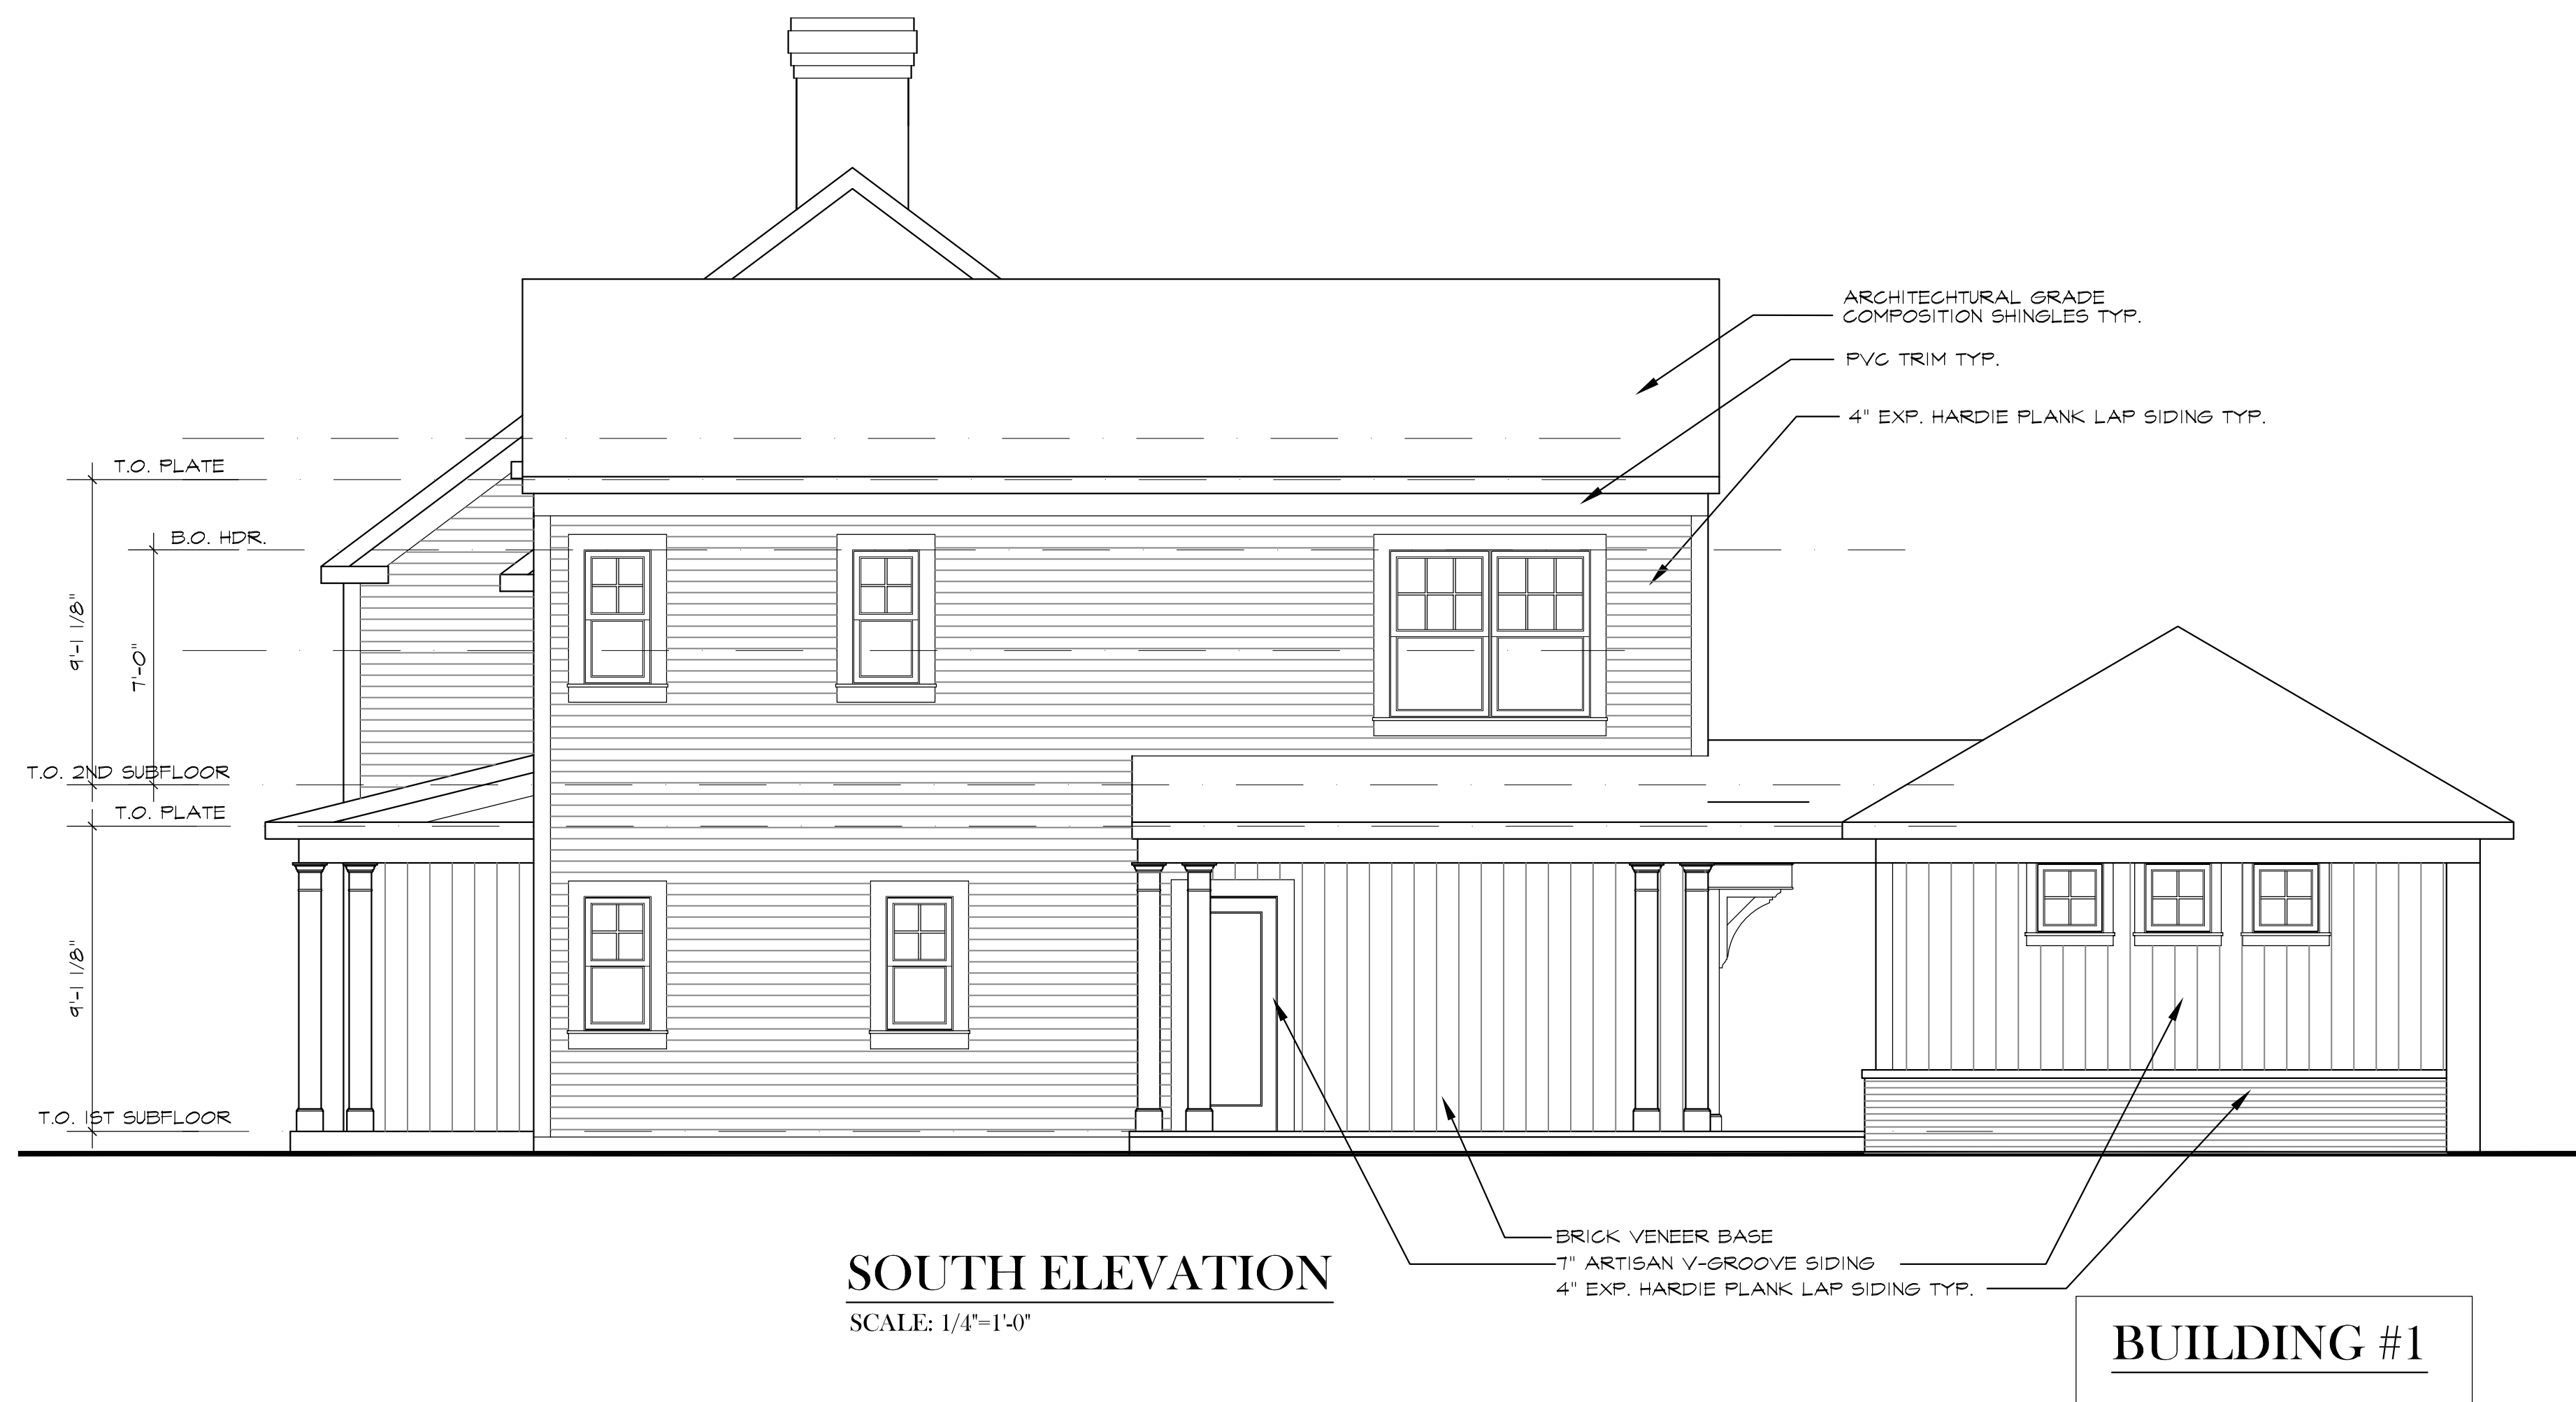 ARCHITECHTURAL GRADE
COMPOSITION SHINGLES TYP.
PVC TRIM TYP.
4" EXP. HARDIE PLANK LAP SIDING TYP.
T.O. PLATE
B.O. HDR.
9'-1 1/8"
7'-0"
T.O. 2ND SUBFLOOR
T.O. PLATE
9'-1 1/8"
T.O. 1ST SUBFLOOR
BRICK VENEER BASE
7" ARTISAN V-GROOVE SIDING
4" EXP. HARDIE PLANK LAP SIDING TYP.
SOUTH ELEVATION
SCALE: 1/4"=1'-0"
BUILDING #1